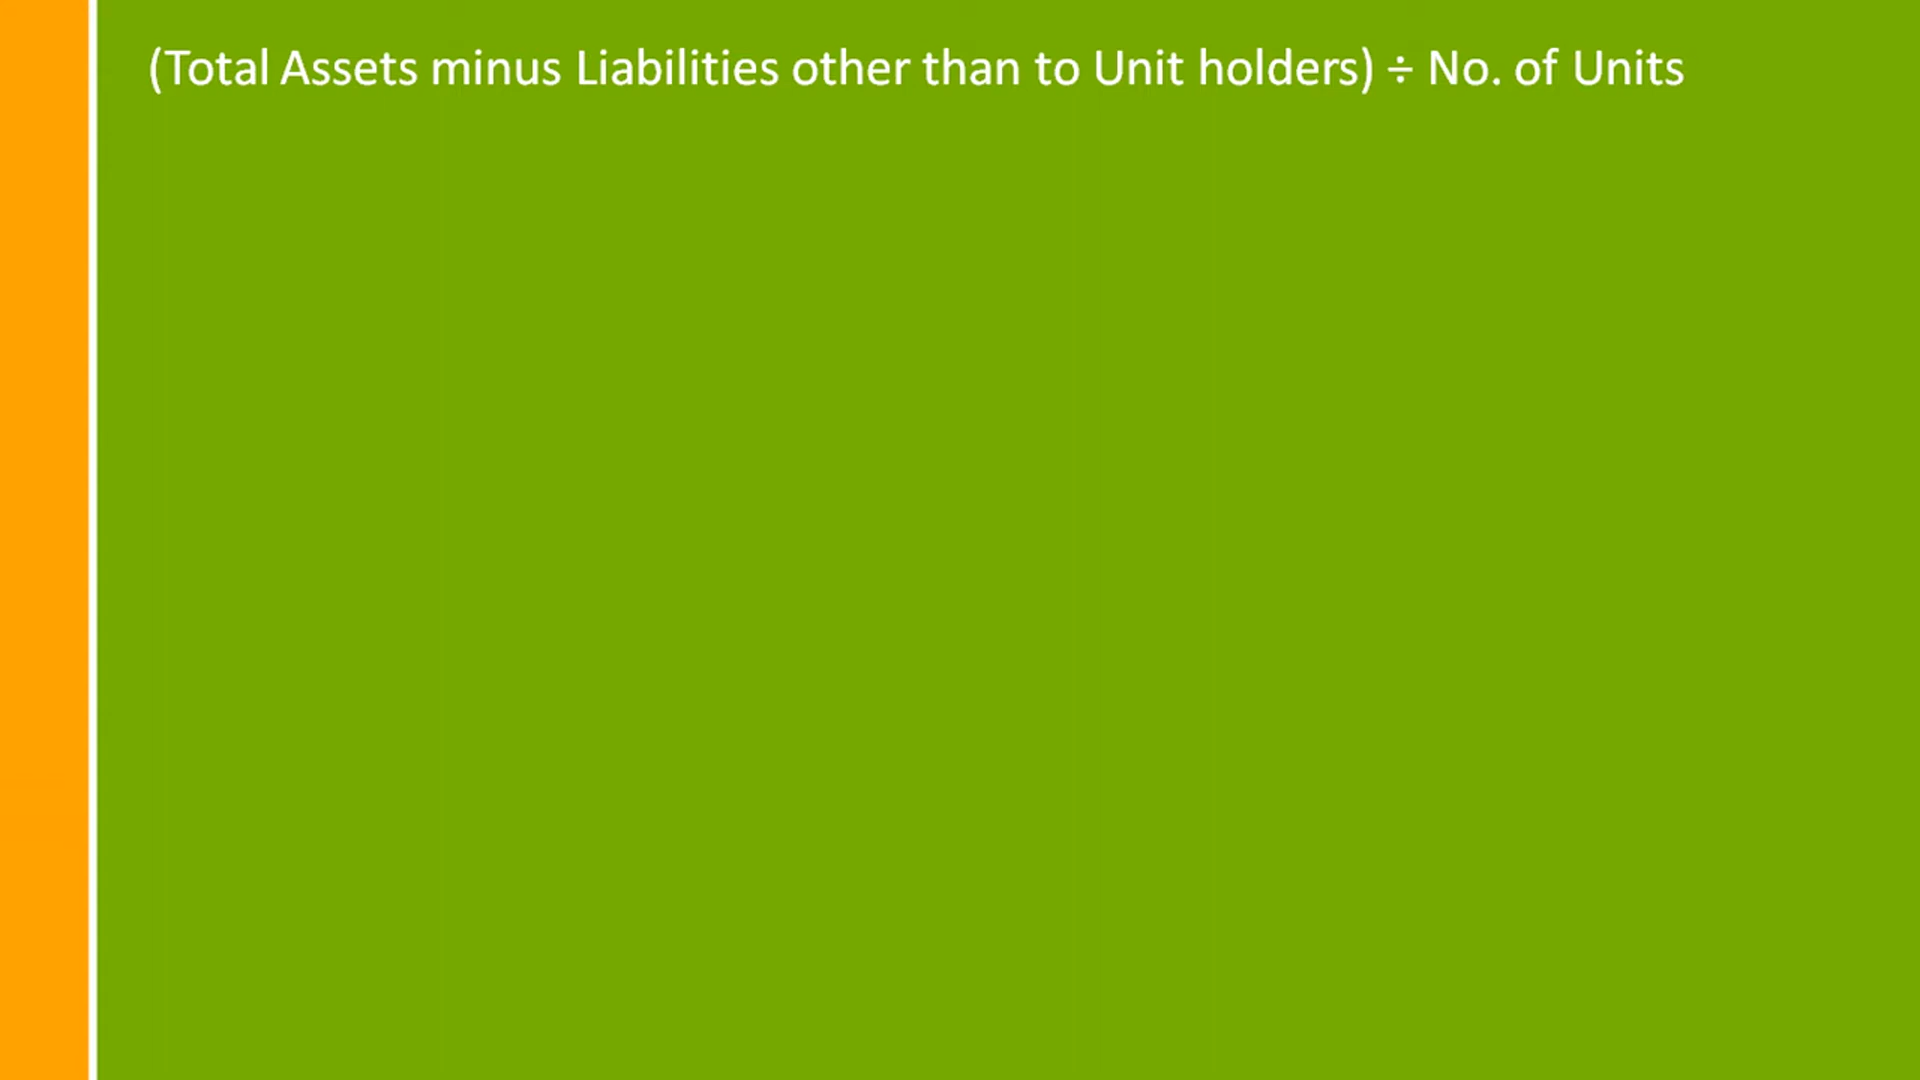 (Total Assets minus Liabilities other than to Unit holders) ÷ No. of Units